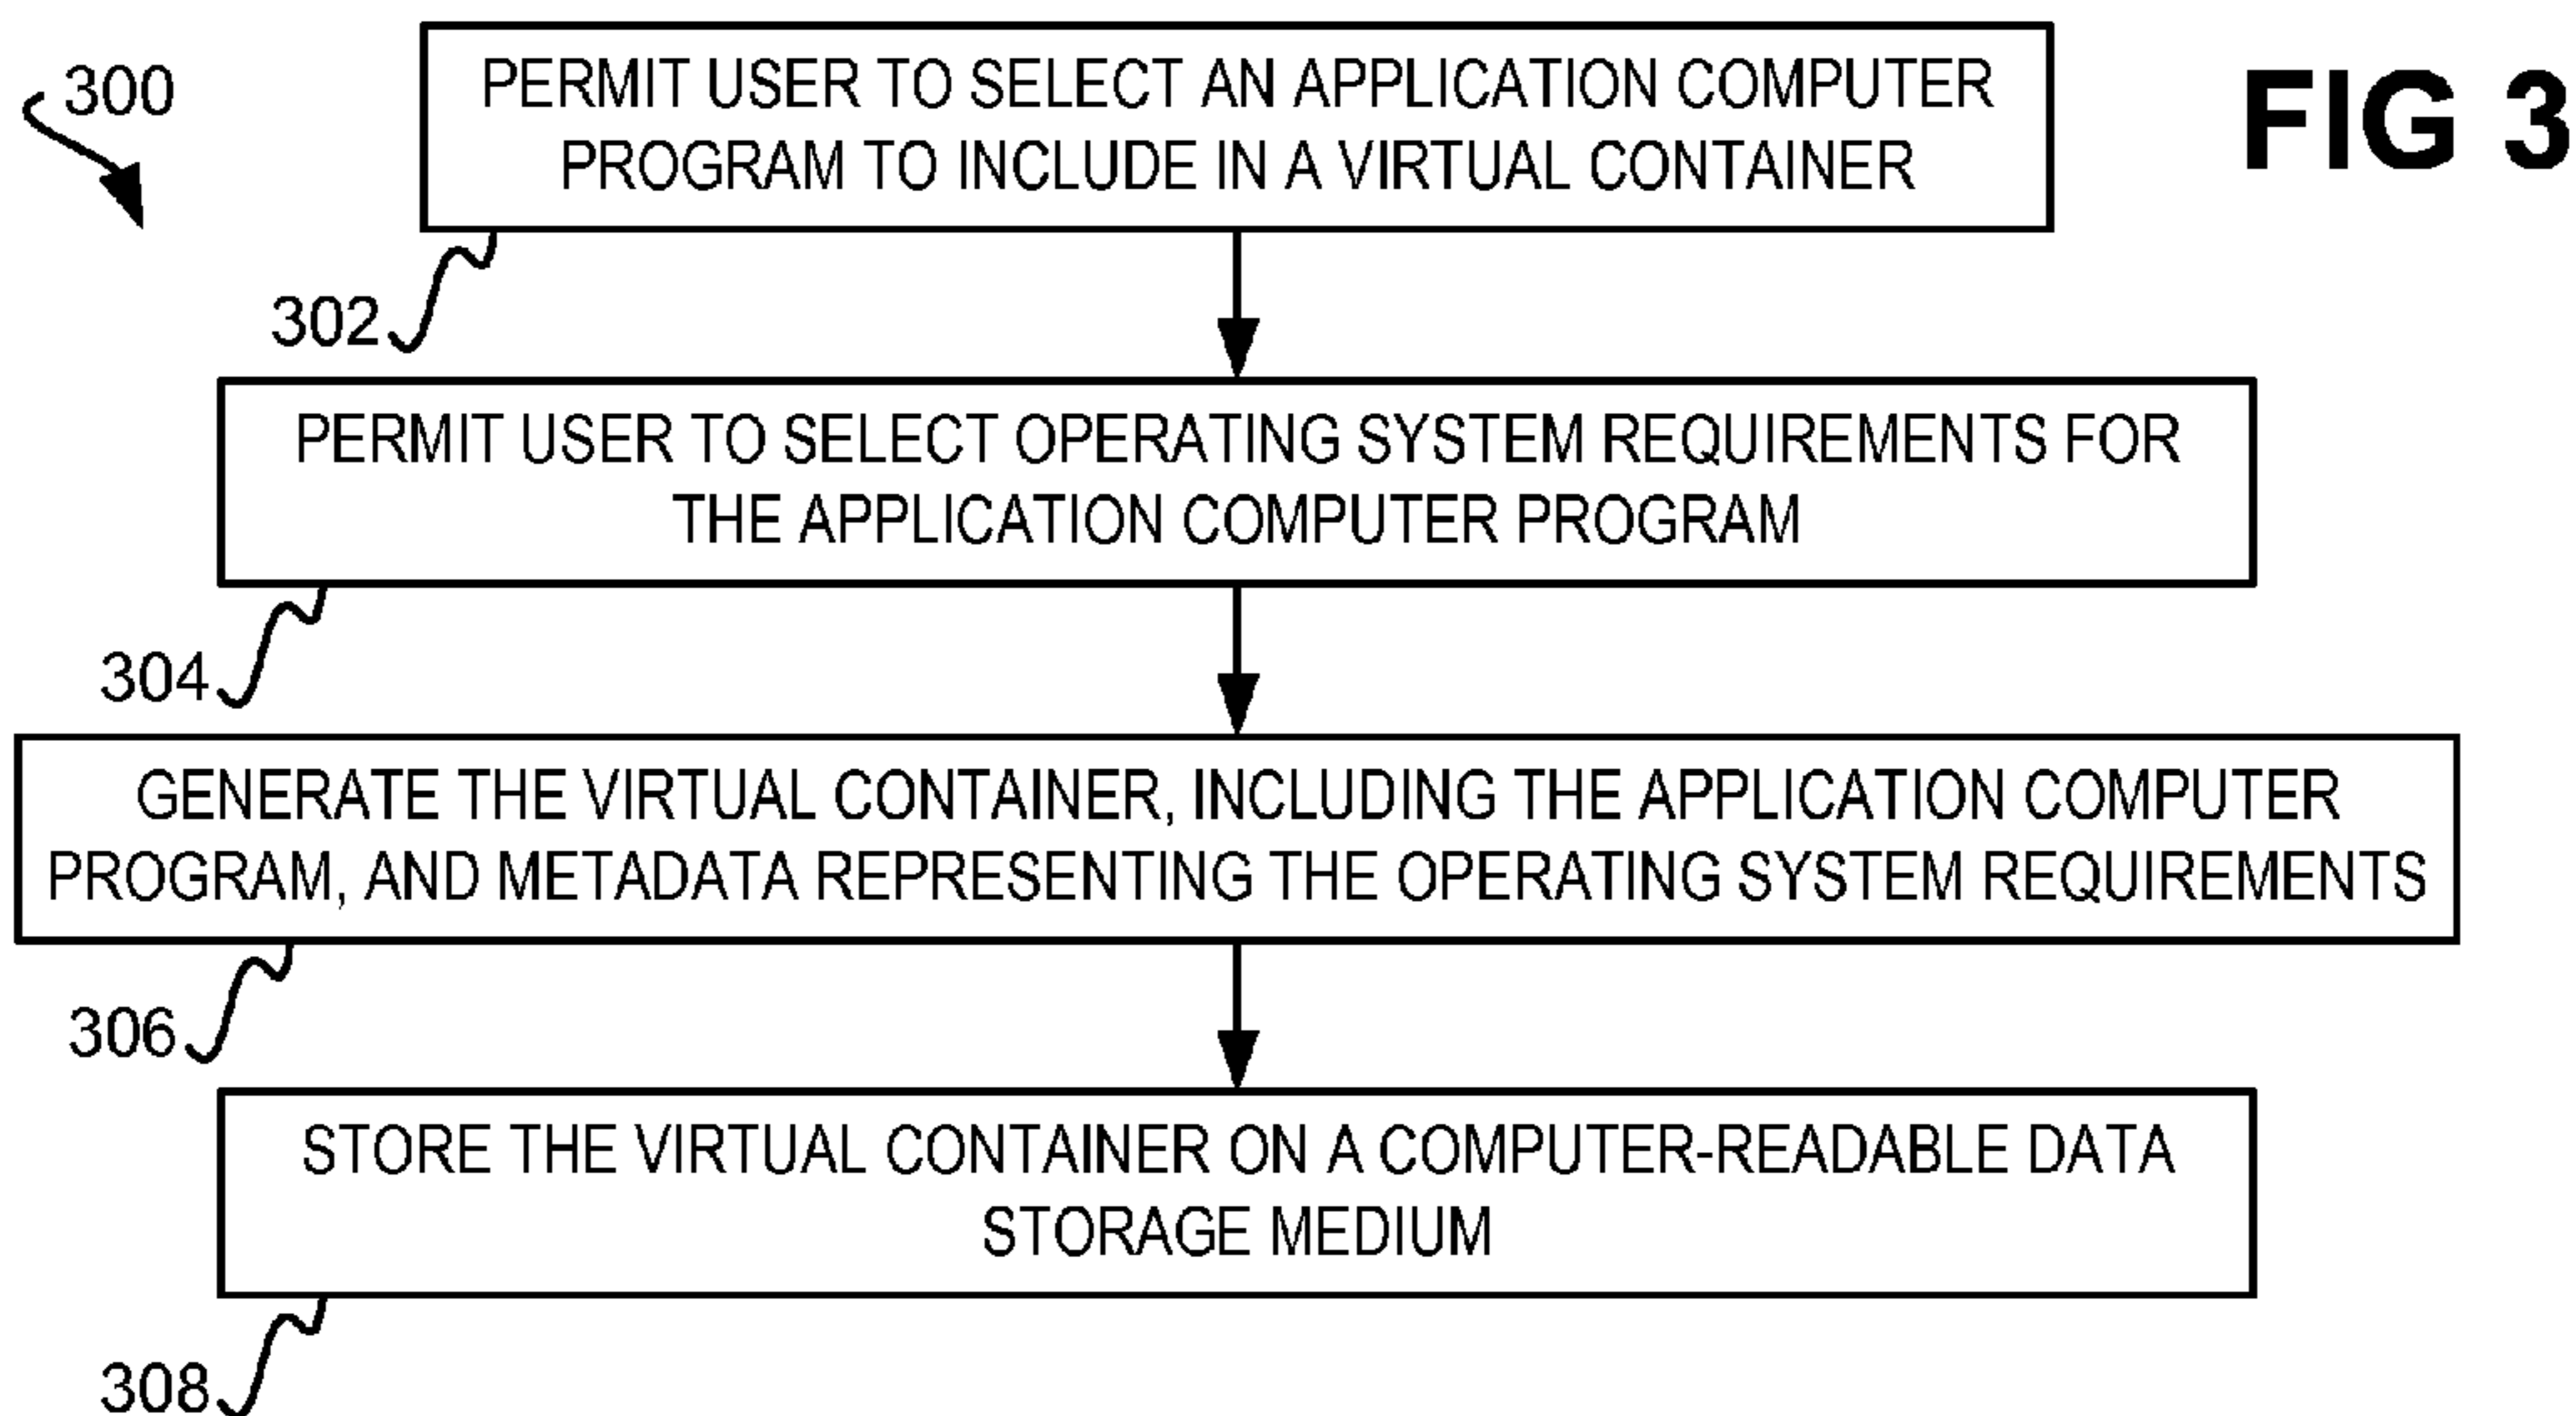 300
PERMIT USER TO SELECT AN APPLICATION COMPUTER
PROGRAM TO INCLUDE IN A VIRTUAL CONTAINER
FIG 3
302
PERMIT USER TO SELECT OPERATING SYSTEM REQUIREMENTS FOR
THE APPLICATION COMPUTER PROGRAM
304
GENERATE THE VIRTUAL CONTAINER, INCLUDING THE APPLICATION COMPUTER
PROGRAM, AND METADATA REPRESENTING THE OPERATING SYSTEM REQUIREMENTS
306
STORE THE VIRTUAL CONTAINER ON A COMPUTER-READABLE DATA
STORAGE MEDIUM
308